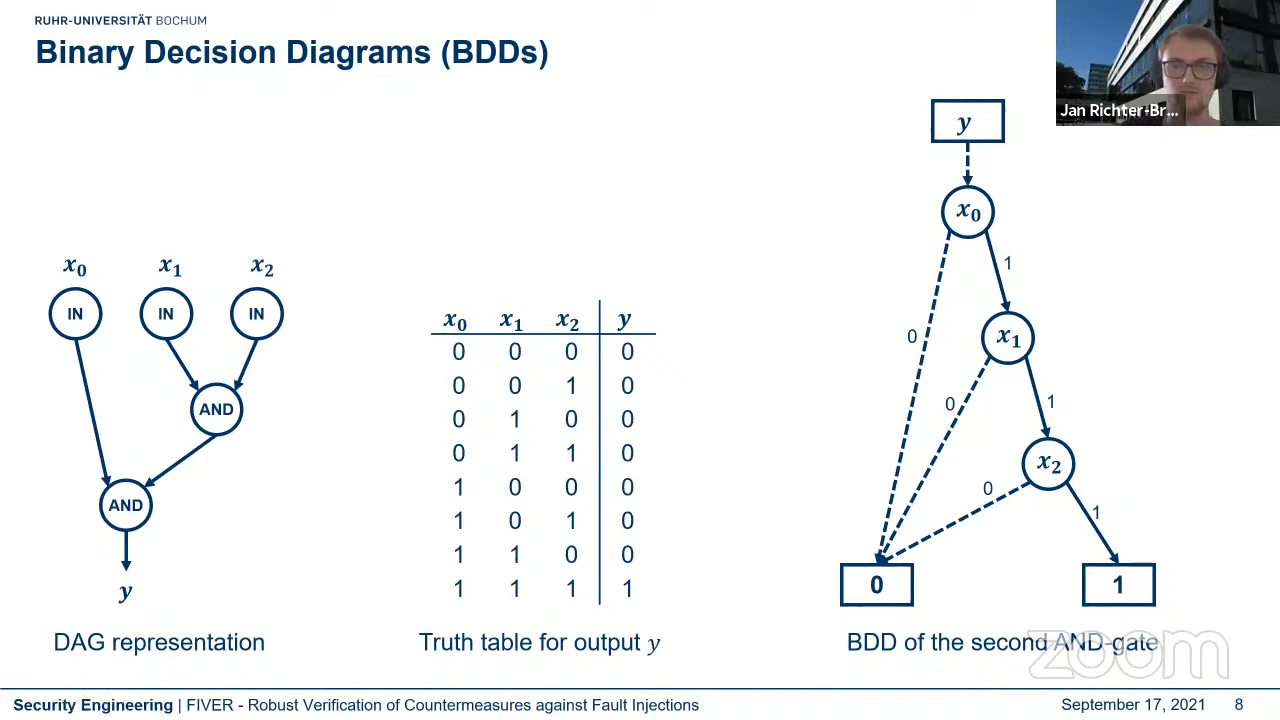 RUHR-UNIVERSITÄT BOCHUM
Binary Decision Diagrams (BDDs)
Jan Richter-Br...
y
x0
1
x0 x1 x2
IN IN IN
x0 x1 x2 y
0 x1
0 0 0 0
0 0 1 0
AND
0 1
0 1 0 0
0 1 1 0
x2
1 0 0 0
0
AND
1
1 0 1 0
1 1 0 0
1 1 1 1
0 1
y
DAG representation
Truth table for output y
BDD of the second AND-gate
zoom
Security Engineering | FIVER - Robust Verification of Countermeasures against Fault Injections
September 17, 2021 8